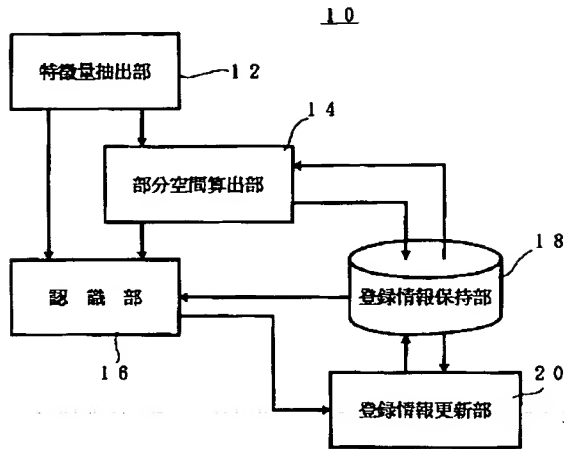 １０
特徴量抽出部
１２
１４
部分空間算出部
１８
認識部
登録情報保持部
１６
２０
登録情報更新部